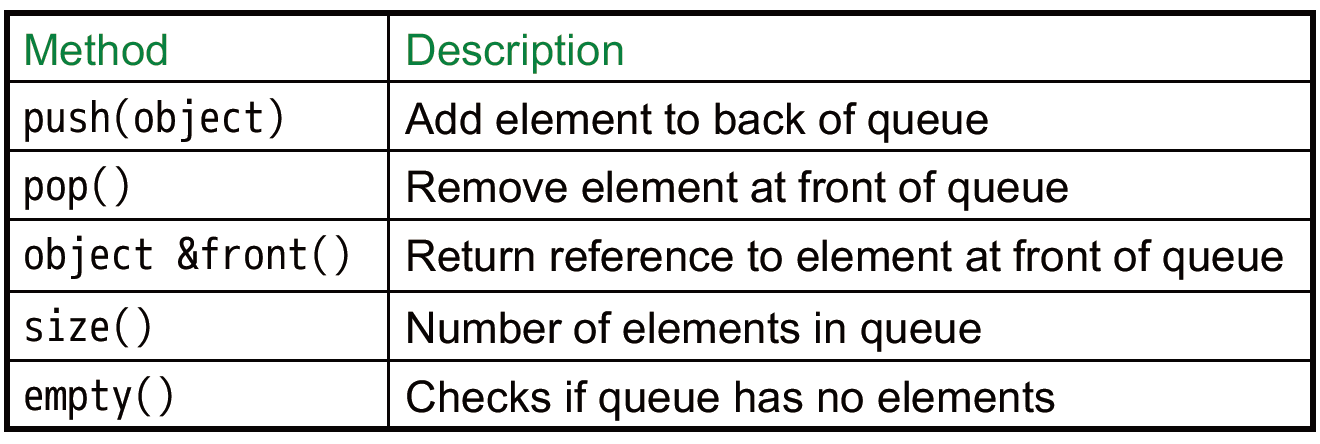 Method Description
push(object) Add element to back of queue
pop() Remove element at front of queue
object &front() Return reference to element at front of queue
size() Number of elements in queue
empty() Checks if queue has no elements